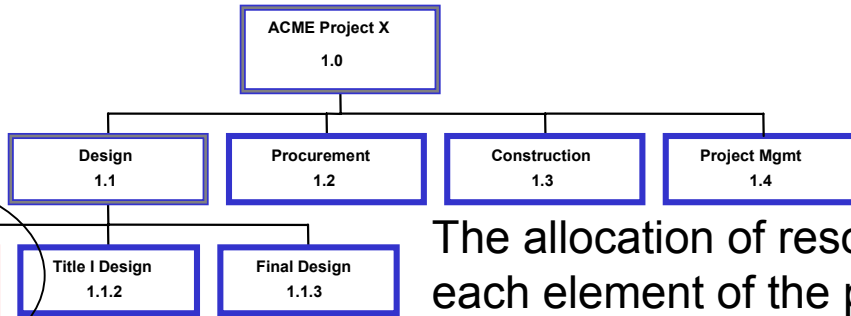 ACME Project X
1.0
Design
1.1
Procurement
1.2
Construction
1.3
Project Mgmt
1.4
Title I Design
1.1.2
Final Design
1.1.3
The allocation of
each element of the